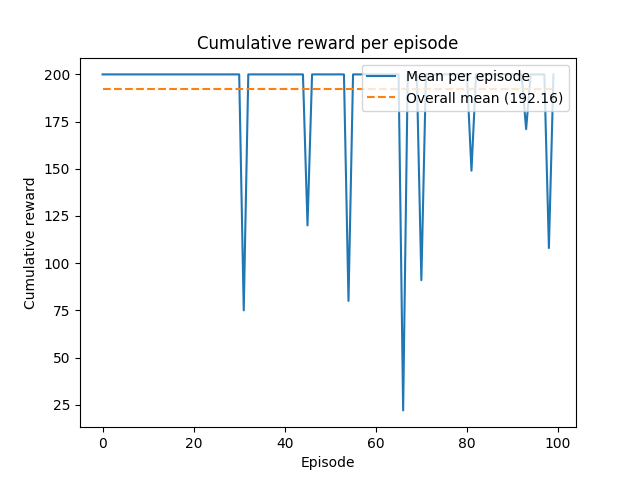 Cumulative reward per episode
Mean per episode
Overall mean (192.16)
Cumulative reward
200
175
150
125
100
75
50
25
0 20 40 60 80 100
Episode